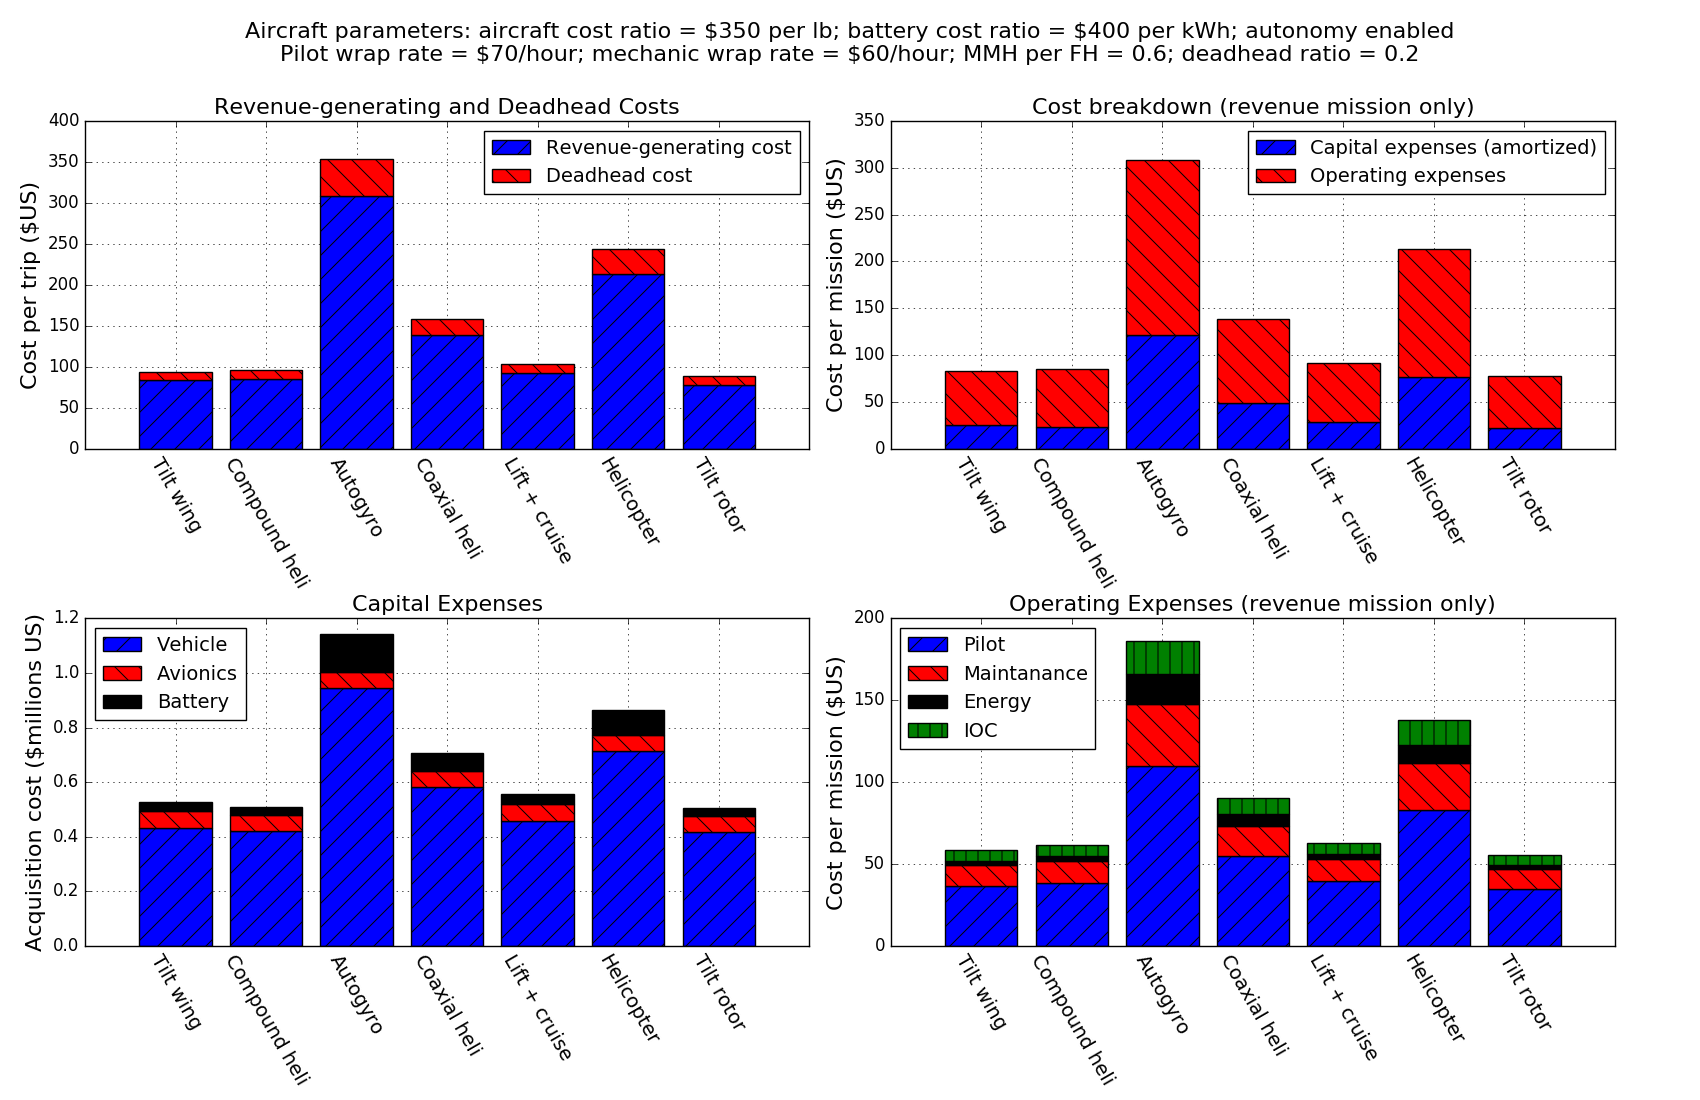 Aircraft parameters: aircraft cost ratio = $350 per lb; battery cost ratio = $400 per kWh; autonomy enabled
Pilot wrap rate = $70/hour; mechanic wrap rate = $60/hour; MMH per FH = 0.6; deadhead ratio = 0.2
Revenue-generating and Deadhead Costs
Cost per trip ($US)
400
350
300
250
200
150
100
50
0
Revenue-generating cost
Deadhead cost
Tilt wing
Compound heli
Autogyro
Coaxial heli
Lift + cruise
Helicopter
Tilt rotor
Cost breakdown (revenue mission only)
Cost per mission ($US)
350
300
250
200
150
100
50
0
Capital expenses (amortized)
Operating expenses
Tilt wing
Compound heli
Autogyro
Coaxial heli
Lift + cruise
Helicopter
Tilt rotor
Capital Expenses
Acquisition cost ($millions US)
1.2
1.0
0.8
0.6
0.4
0.2
0.0
Vehicle
Avionics
Battery
Tilt wing
Compound heli
Autogyro
Coaxial heli
Lift + cruise
Helicopter
Tilt rotor
Operating Expenses (revenue mission only)
Cost per mission ($US)
200
150
100
50
0
Pilot
Maintanance
Energy
IOC
Tilt wing
Compound heli
Autogyro
Coaxial heli
Lift + cruise
Helicopter
Tilt rotor